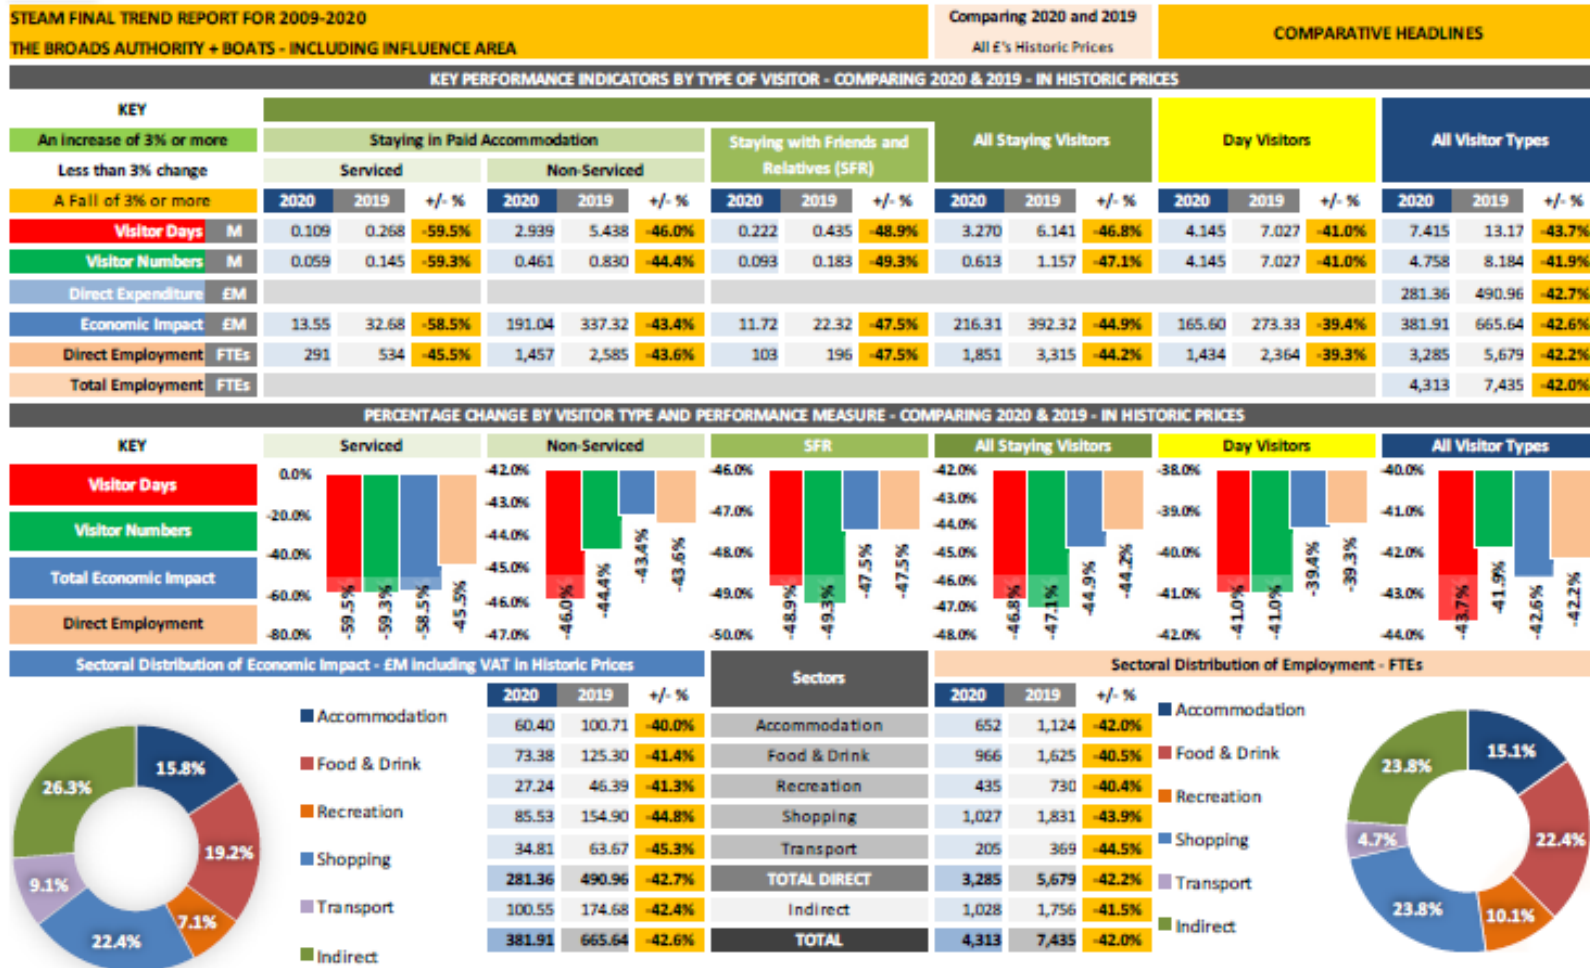 STEAM FINAL TREND REPORT FOR 2009-2020
THE BROADS AUTHORITY + BOATS - INCLUDING INFLUENCE AREA
Comparing 2020 and 2019
All £'s Historic Prices
COMPARATIVE HEADLINES
KEY PERFORMANCE INDICATORS BY TYPE OF VISITOR - COMPARING 2020 & 2019 - IN HISTORIC PRICES
KEY
An increase of 3% or more
Less than 3% change
A Fall of 3% or more
Staying in Paid Accommodation
Serviced Non-Serviced
Staying with Friends and
Relatives (SFR)
All Staying Visitors
Day Visitors
All Visitor Types
2020 2019 +/- % 2020 2019 +/- % 2020 2019 +/- % 2020 2019 +/- % 2020 2019 +/- % 2020 2019 +/- %
Visitor Days M 0.109 0.268 -59.5% 2.939 5.438 -46.0% 0.222 0.435 -48.9% 3.270 6.141 -46.8% 4.145 7.027 -41.0% 7.415 13.17 -43.7%
Visitor Numbers M 0.059 0.145 -59.3% 0.461 0.830 -44.4% 0.093 0.183 -49.3% 0.613 1.157 -47.1% 4.145 7.027 -41.0% 4.758 8.184 -41.9%
Direct Expenditure £M 281.36 490.96 -42.7%
Economic Impact £M 13.55 32.68 -58.5% 191.04 337.32 -43.4% 11.72 22.32 -47.5% 216.31 392.32 -44.9% 165.60 273.33 -39.4% 381.91 665.64 -42.6%
Direct Employment FTEs 291 534 -45.5% 1,457 2,585 -43.6% 103 196 -47.5% 1,851 3,315 -44.2% 1,434 2,364 -39.3% 3,285 5,679 -42.2%
Total Employment FTEs 4,313 7,435 -42.0%
PERCENTAGE CHANGE BY VISITOR TYPE AND PERFORMANCE MEASURE - COMPARING 2020 & 2019 - IN HISTORIC PRICES
KEY
Visitor Days
Visitor Numbers
Total Economic Impact
Direct Employment
Serviced
0.0%
-20.0%
-40.0%
-60.0%
-80.0%
-59.5% -59.3% -58.5% -45.5%
Non-Serviced
-42.0%
-43.0%
-44.0%
-45.0%
-46.0%
-47.0%
-46.0% -44.4% -43.4% -43.6%
SFR
-46.0%
-47.0%
-48.0%
-49.0%
-50.0%
-48.9% -49.3% -47.5% -47.5%
All Staying Visitors
-42.0%
-43.0%
-44.0%
-45.0%
-46.0%
-47.0%
-48.0%
-46.8% -47.1% -44.9% -44.2%
Day Visitors
-38.0%
-39.0%
-40.0%
-41.0%
-42.0%
-41.0% -41.0% -39.4% -39.3%
All Visitor Types
-40.0%
-41.0%
-42.0%
-43.0%
-44.0%
-43.7% -41.9% -42.6% -42.2%
Sectoral Distribution of Economic Impact - £M including VAT in Historic Prices
Sectors
Sectoral Distribution of Employment - FTEs
15.8%
19.2%
7.1%
22.4%
9.1%
26.3%
Accommodation
Food & Drink
Recreation
Shopping
Transport
Indirect
2020 2019 +/- % 2020 2019 +/- %
60.40 100.71 -40.0% Accommodation 652 1,124 -42.0%
73.38 125.30 -41.4% Food & Drink 966 1,625 -40.5%
27.24 46.39 -41.3% Recreation 435 730 -40.4%
85.53 154.90 -44.8% Shopping 1,027 1,831 -43.9%
34.81 63.67 -45.3% Transport 205 369 -44.5%
281.36 490.96 -42.7% TOTAL DIRECT 3,285 5,679 -42.2%
100.55 174.68 -42.4% Indirect 1,028 1,756 -41.5%
381.91 665.64 -42.6% TOTAL 4,313 7,435 -42.0%
Accommodation
Food & Drink
Recreation
Shopping
Transport
Indirect
15.1%
22.4%
10.1%
23.8%
4.7%
23.8%